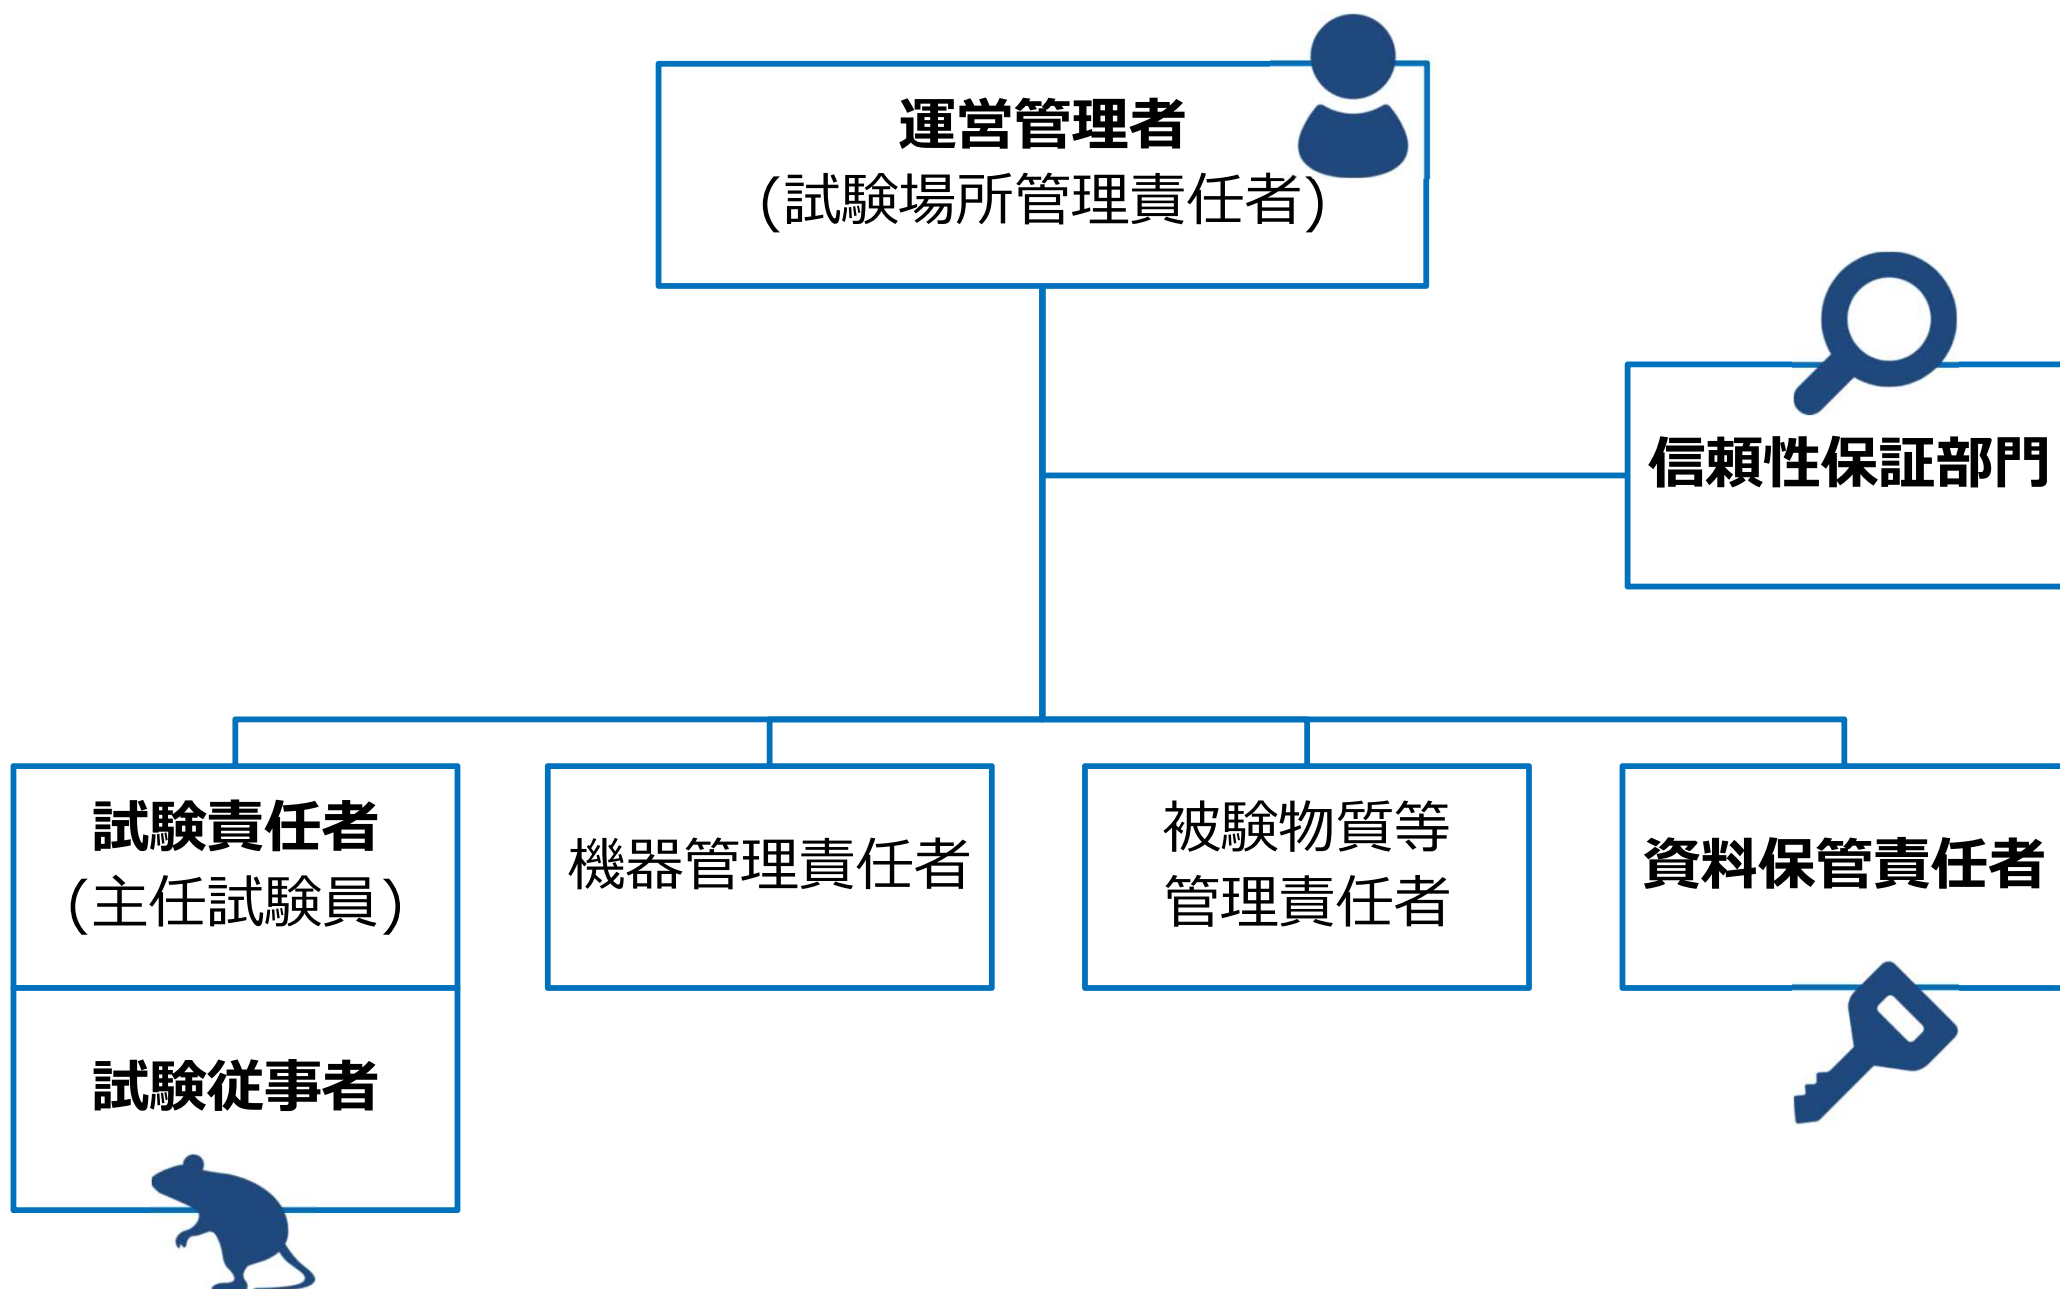 運営管理者
(試験場所管理責任者)
信頼性保証部門
試験責任者
(主任試験員)
機器管理責任者
被験物質等
管理責任者
資料保管責任者
試験従事者